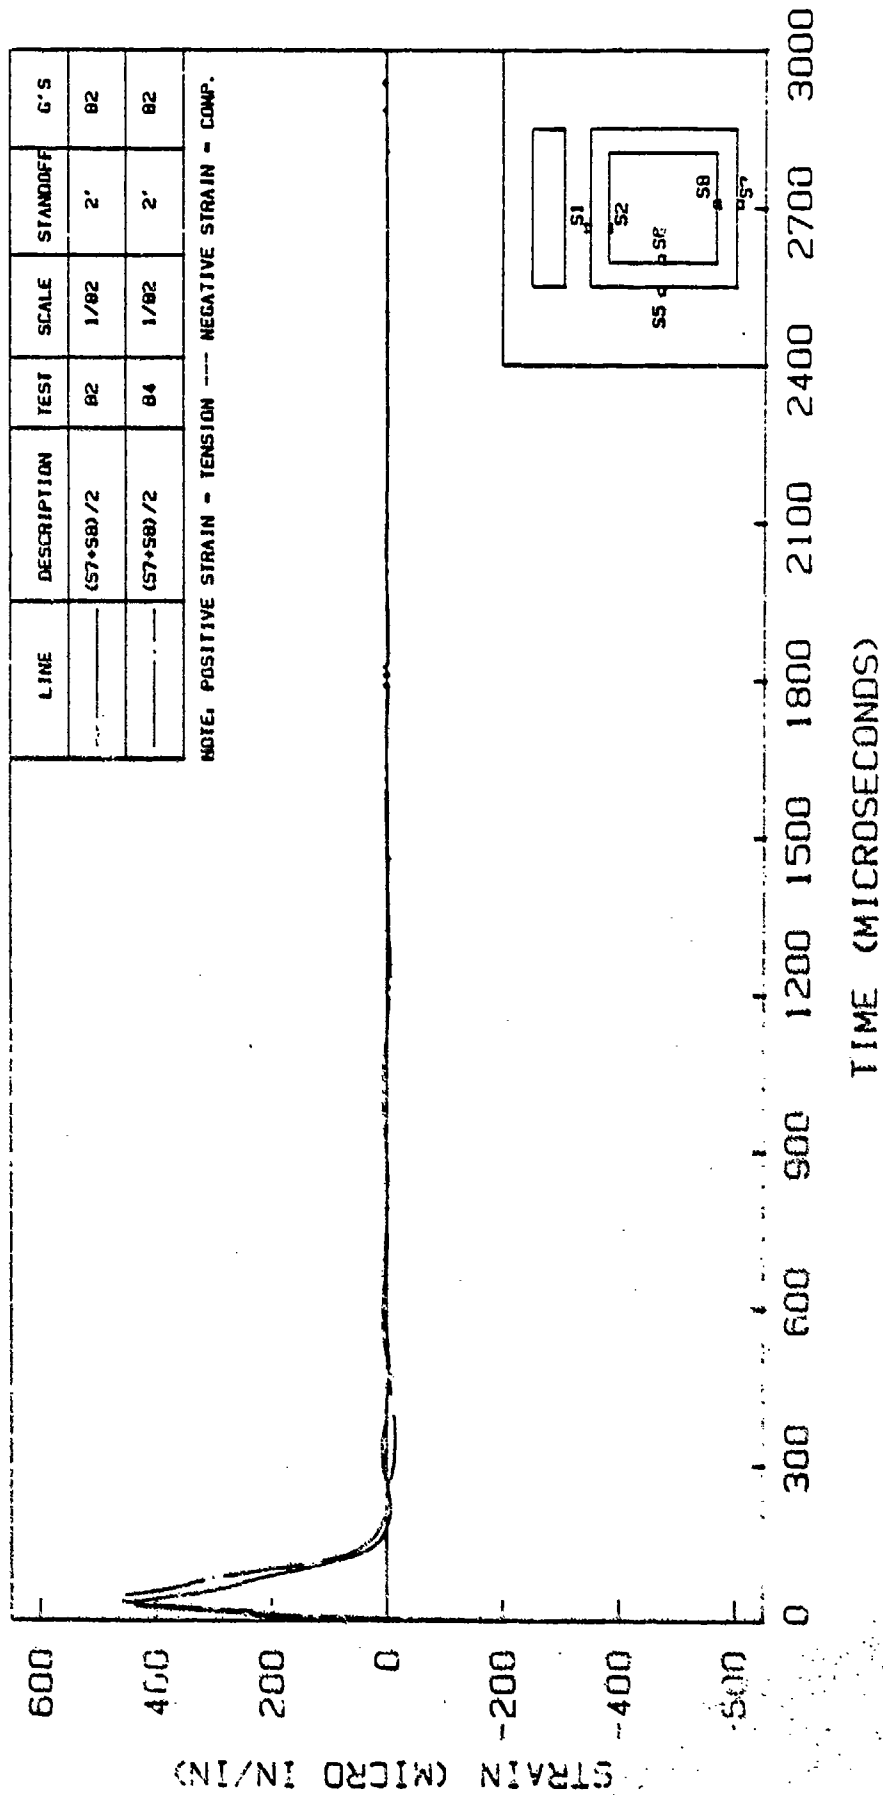 LINE DESCRIPTION TEST SCALE STANDOFF G'S
(S7+S8)/2 82 1/82 2' 82
(S7+S8)/2 84 1/82 2' 82
NOTE: POSITIVE STRAIN = TENSION ---- NEGATIVE STRAIN = COMP.
STRAIN (MICRO IN/IN)
600
400
200
0
-200
-400
-600
S1
S2
S5
S8
S7
0 300 600 900 1200 1500 1800 2100 2400 2700 3000
TIME (MICROSECONDS)